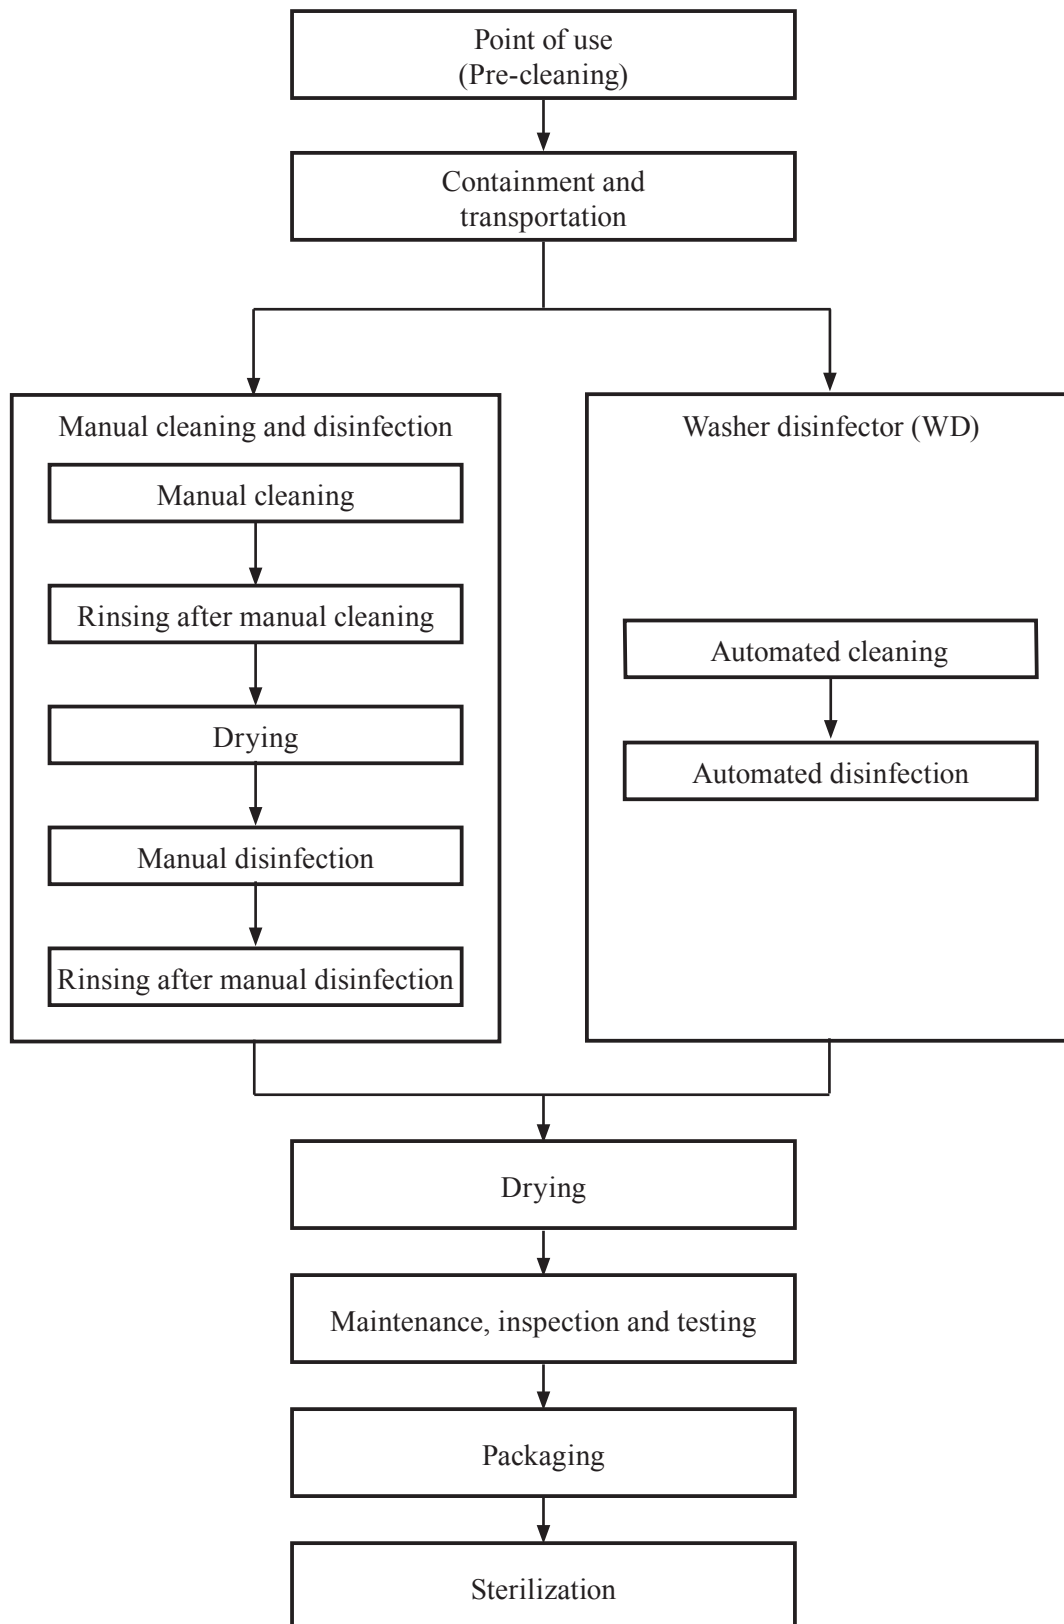 Point of use
(Pre-cleaning)
Containment and
transportation
Manual cleaning and disinfection
Manual cleaning
Rinsing after manual cleaning
Drying
Manual disinfection
Rinsing after manual disinfection
Washer disinfector (WD)
Automated cleaning
Automated disinfection
Drying
Maintenance, inspection and testing
Packaging
Sterilization